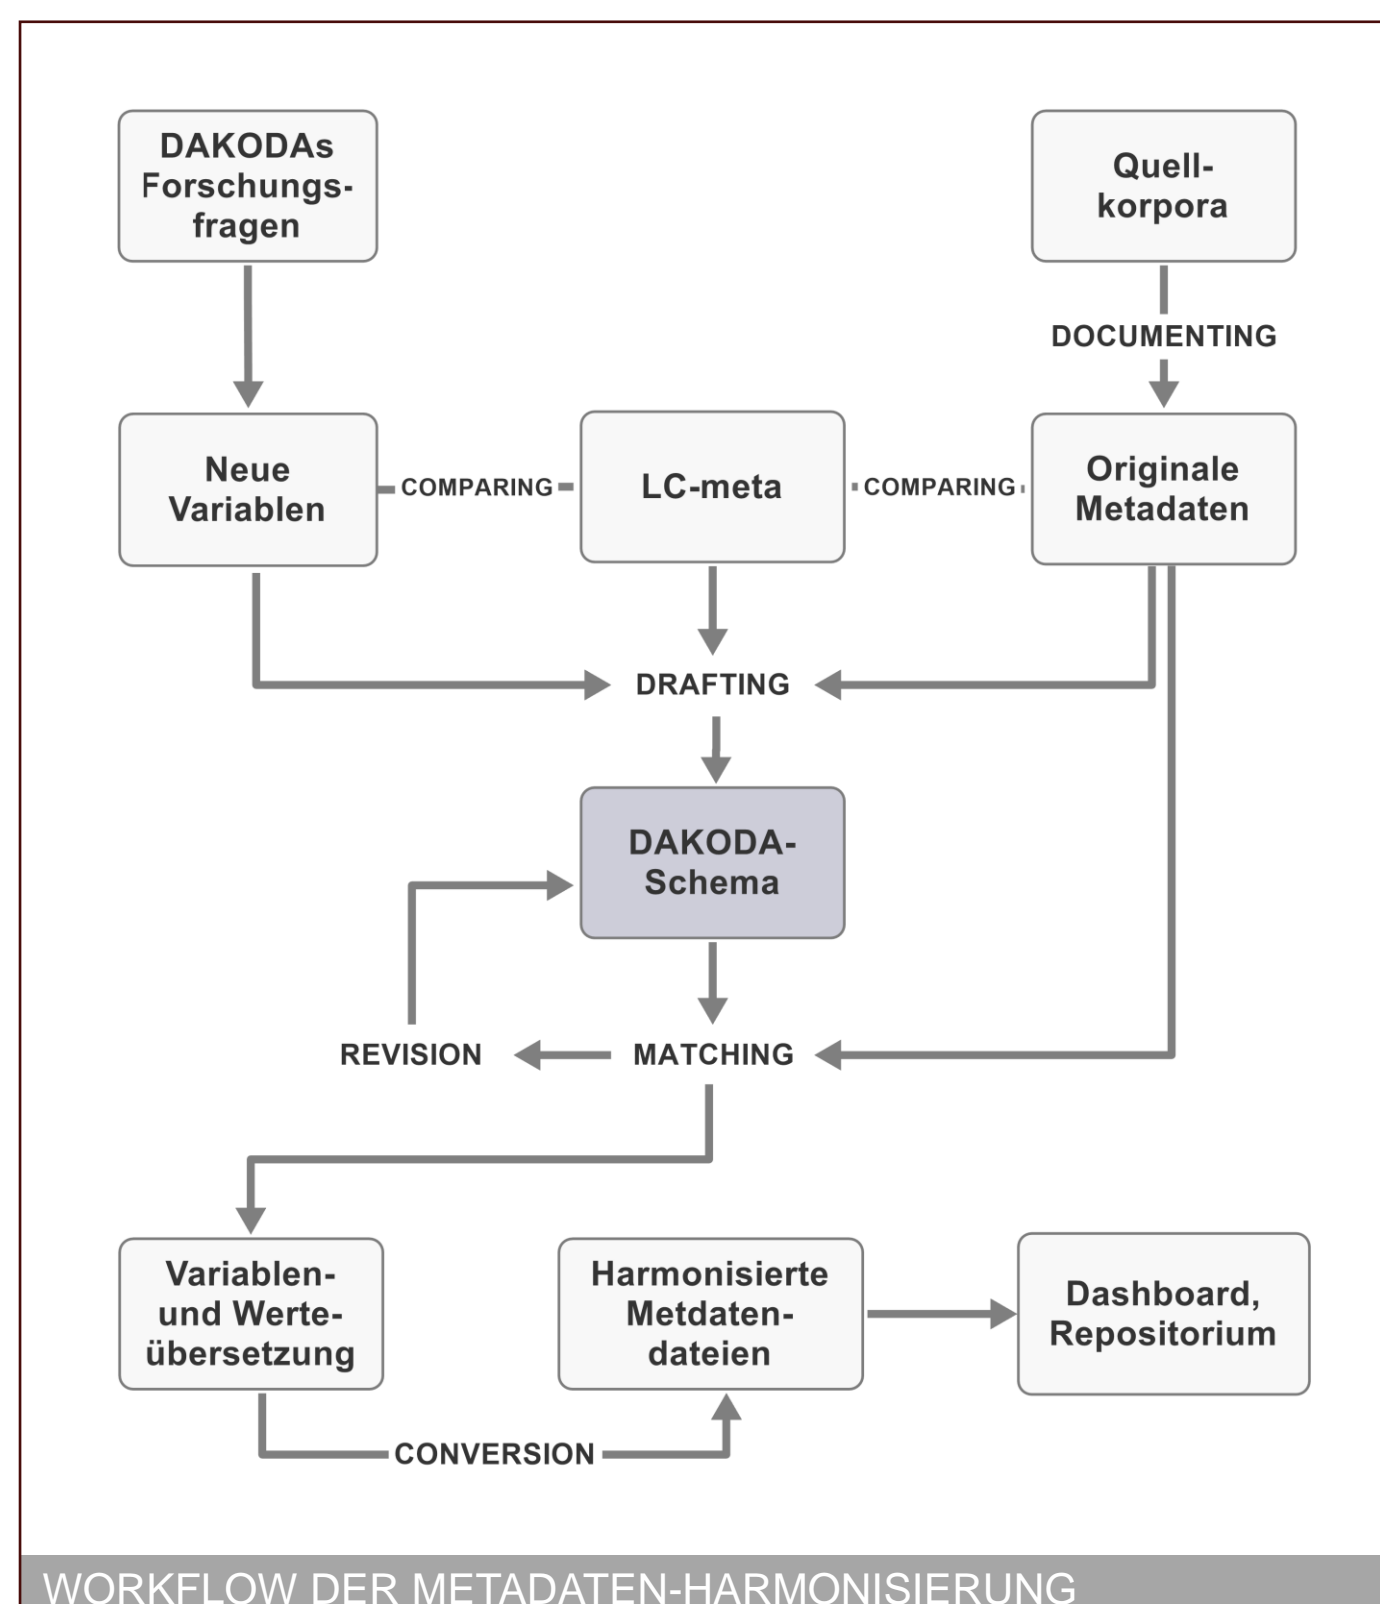 DAKODAs
Forschungs-
fragen
Quell-
korpora
DOCUMENTING
Neue
Variablen
COMPARING
LC-meta
COMPARING
Originale
Metadaten
DRAFTING
DAKODA-
Schema
REVISION
MATCHING
Variablen-
und Werte-
übersetzung
Harmonisierte
Metdaten-
dateien
Dashboard,
Repositorium
CONVERSION
WORKFLOW DER METADATEN-HARMONISIERUNG